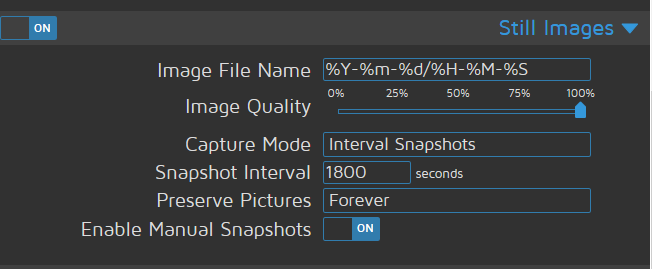 ON Still Images
Image File Name %Y-%m-%d/%H-%M-%S
0% 25% 50% 75% 100%
Image Quality
Capture Mode Interval Snapshots
Snapshot Interval 1800 seconds
Preserve Pictures Forever
Enable Manual Snapshots ON